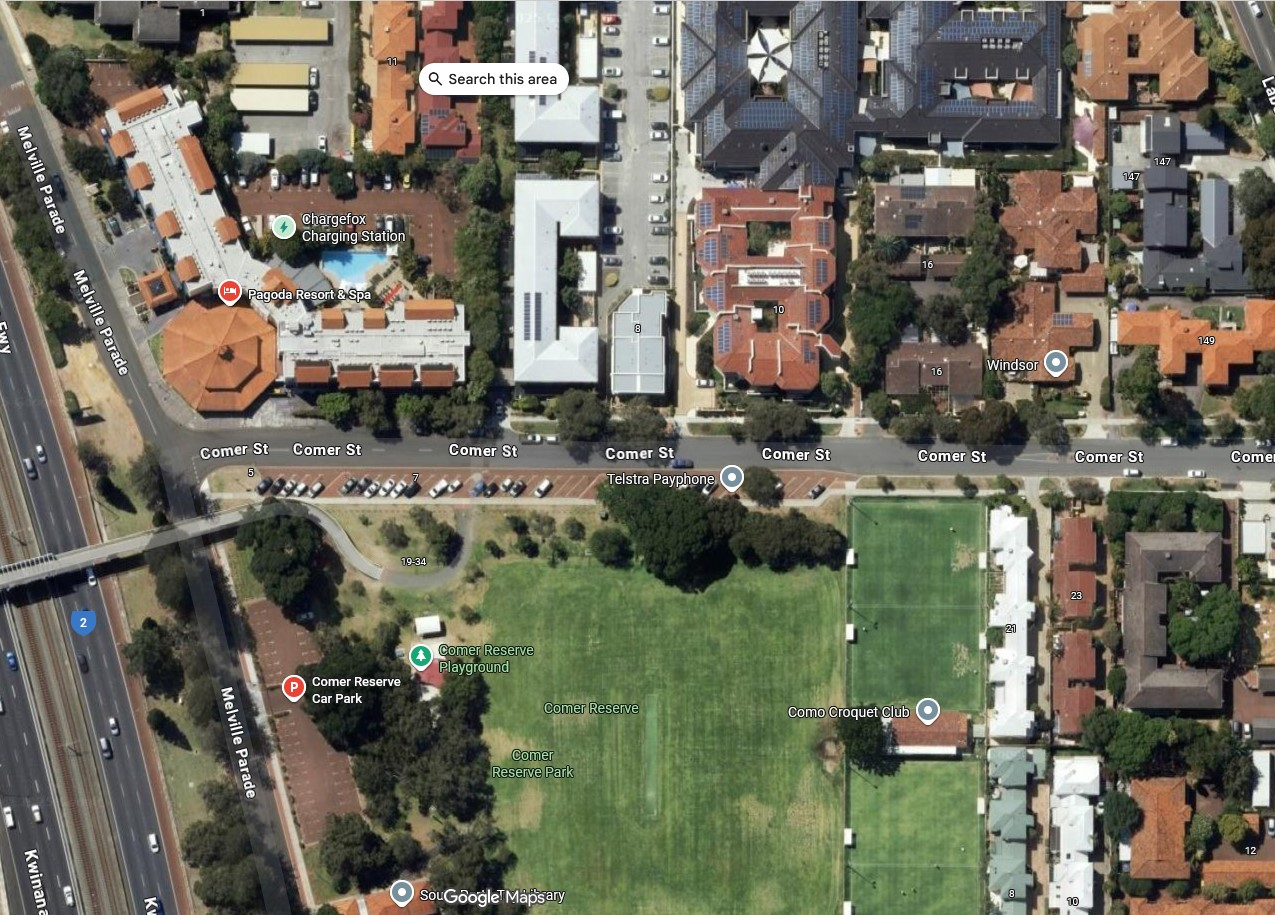 1
11
Search this area
Melville Parade
Melville Parade
Chargefox
Charging Station
Pagoda Resort & Spa
147
147
16
8
10
16
Windsor
149
Fwy
Comer St
Comer St
Comer St
Comer St
Comer St
Comer St
Comer St
Comer
5
7
Telstra Payphone
19-34
2
23
21
Comer Reserve
Playground
Comer Reserve
Car Park
Comer Reserve
Como Croquet Club
Melville Parade
Comer
Reserve Park
12
8
10
Google Maps
Kwinana